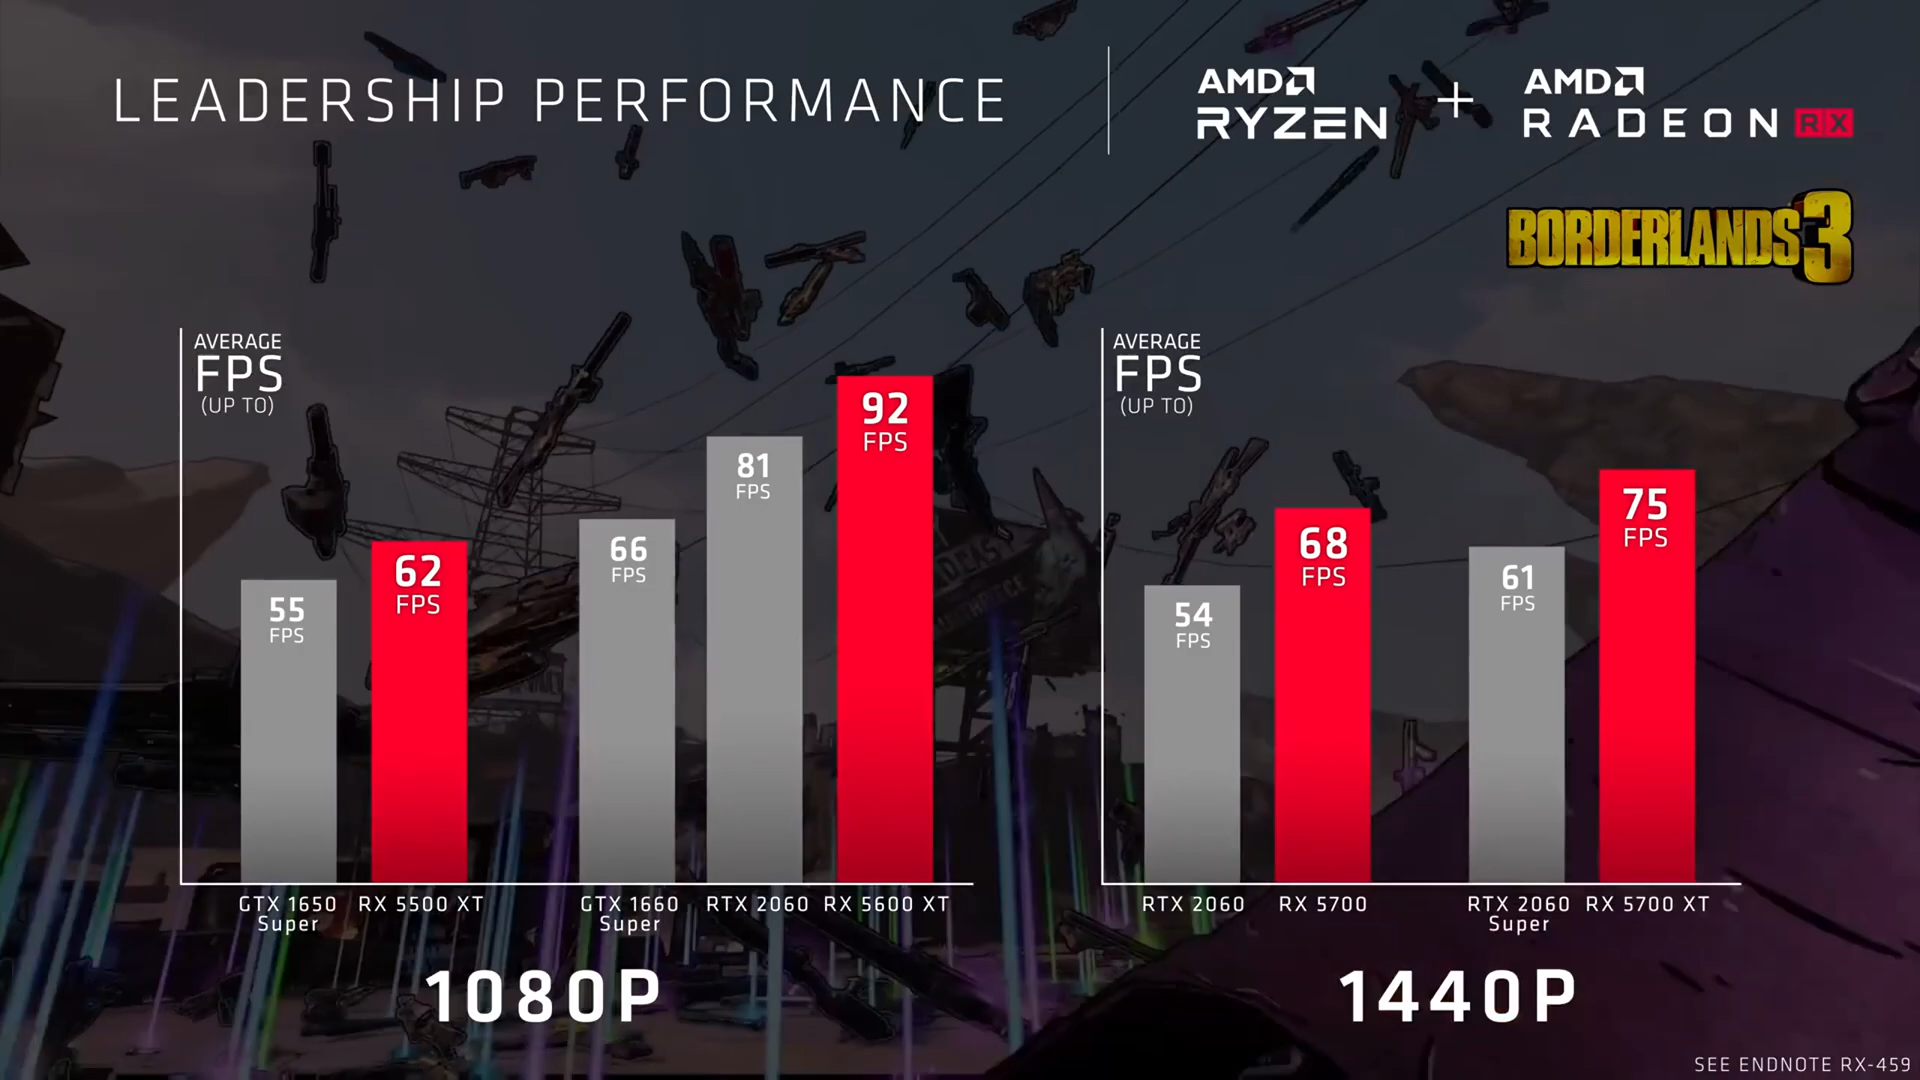 LEADERSHIP PERFORMANCE
AMD
RYZEN
+
AMD
RADEON RX
BORDERLANDS 3
AVERAGE
FPS
(UP TO)
55
FPS
62
FPS
66
FPS
81
FPS
92
FPS
GTX 1650
Super
RX 5500 XT
GTX 1660
Super
RTX 2060
RX 5600 XT
1080P
AVERAGE
FPS
(UP TO)
54
FPS
68
FPS
61
FPS
75
FPS
RTX 2060
RX 5700
RTX 2060
Super
RX 5700 XT
1440P
SEE ENDNOTE RX-459